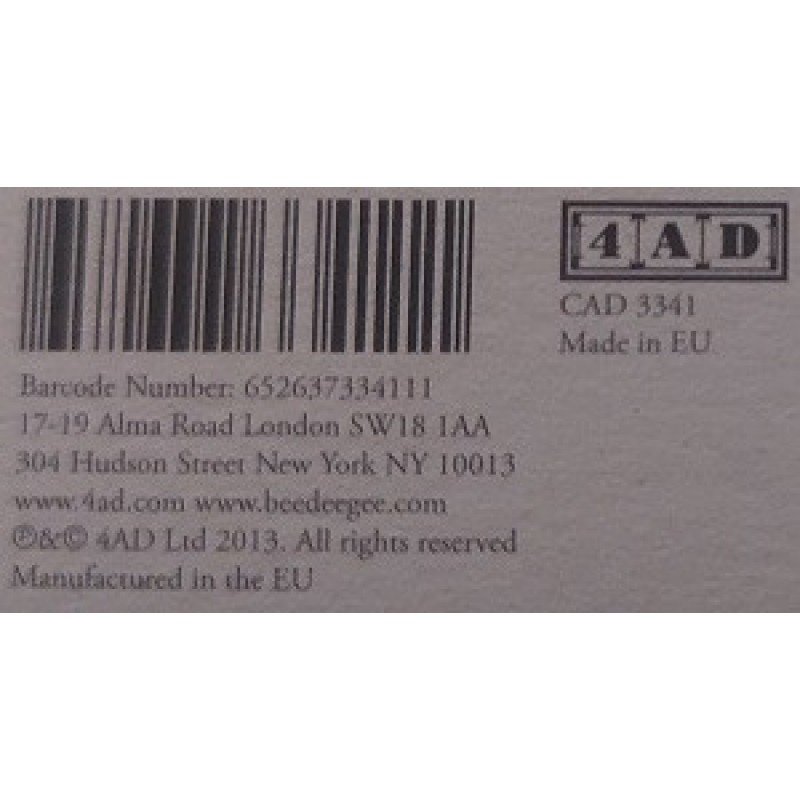 4AD
CAD 3341
Made in EU
Barcode Number: 652637334111
17-19 Alma Road London SW18 1AA
304 Hudson Street New York NY 10013
www.4ad.com www.beedeegee.com
℗&© 4AD Ltd 2013. All rights reserved
Manufactured in the EU